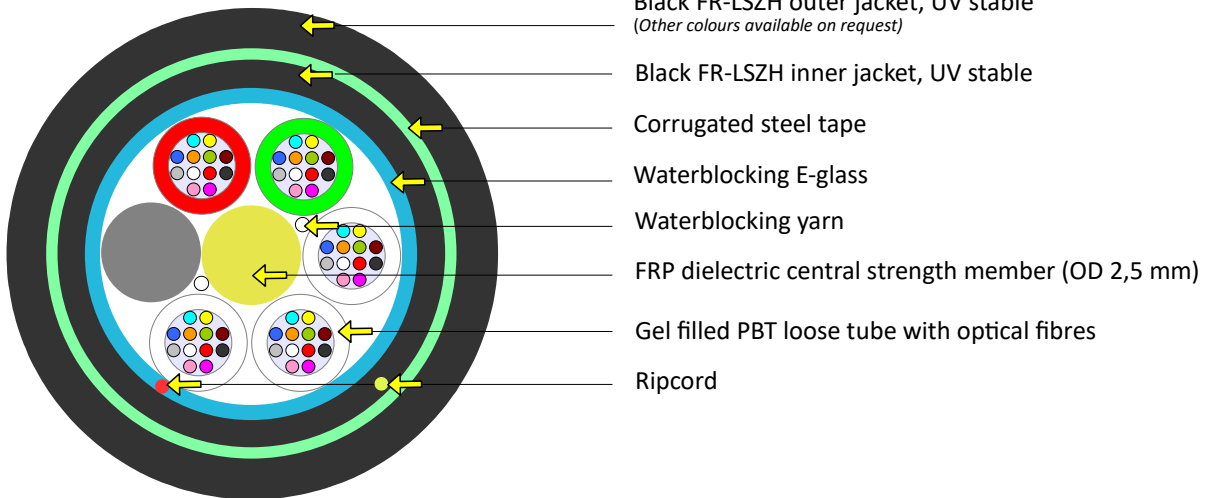 Black FR-LSZH outer jacket, UV stable
(Other colours available on request)
Black FR-LSZH inner jacket, UV stable
Corrugated steel tape
Waterblocking E-glass
Waterblocking yarn
FRP dielectric central strength member (OD 2,5 mm)
Gel filled PBT loose tube with optical fibres
Ripcord